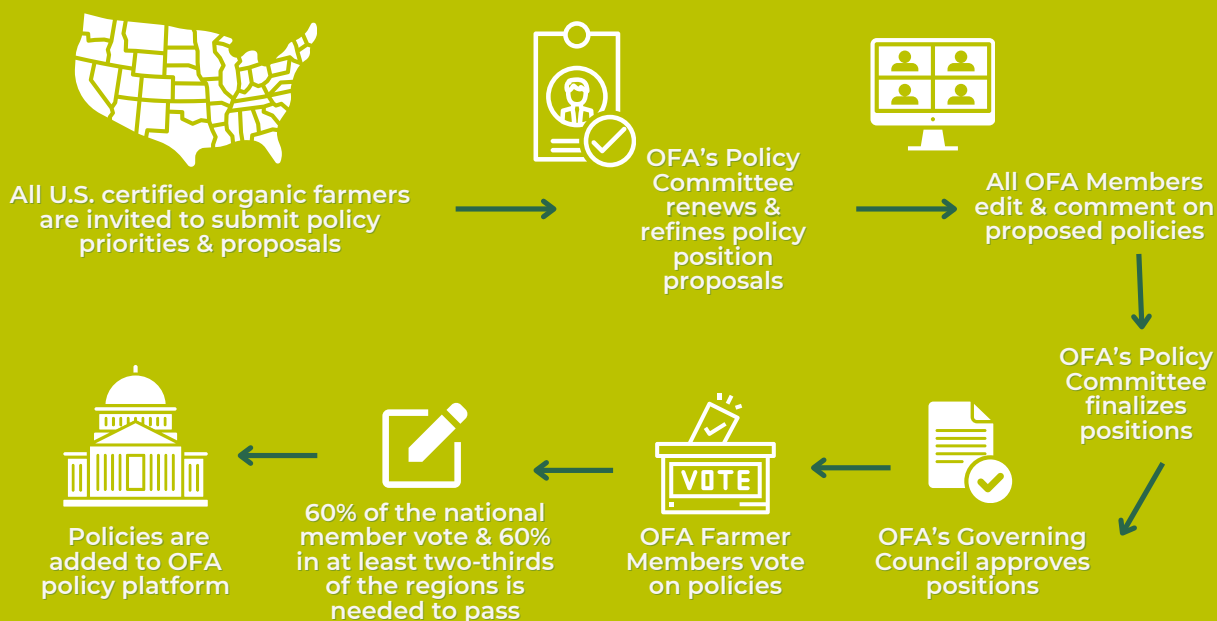 All U.S. certified organic farmers
are invited to submit policy
priorities & proposals
OFA's Policy
Committee
renews &
refines policy
position
proposals
All OFA Members
edit & comment on
proposed policies
OFA's Policy
Committee
finalizes
positions
OFA's Governing
Council approves
positions
VOTE
OFA Farmer
Members vote
on policies
60% of the national
member vote & 60%
in at least two-thirds
of the regions is
needed to pass
Policies are
added to OFA
policy platform